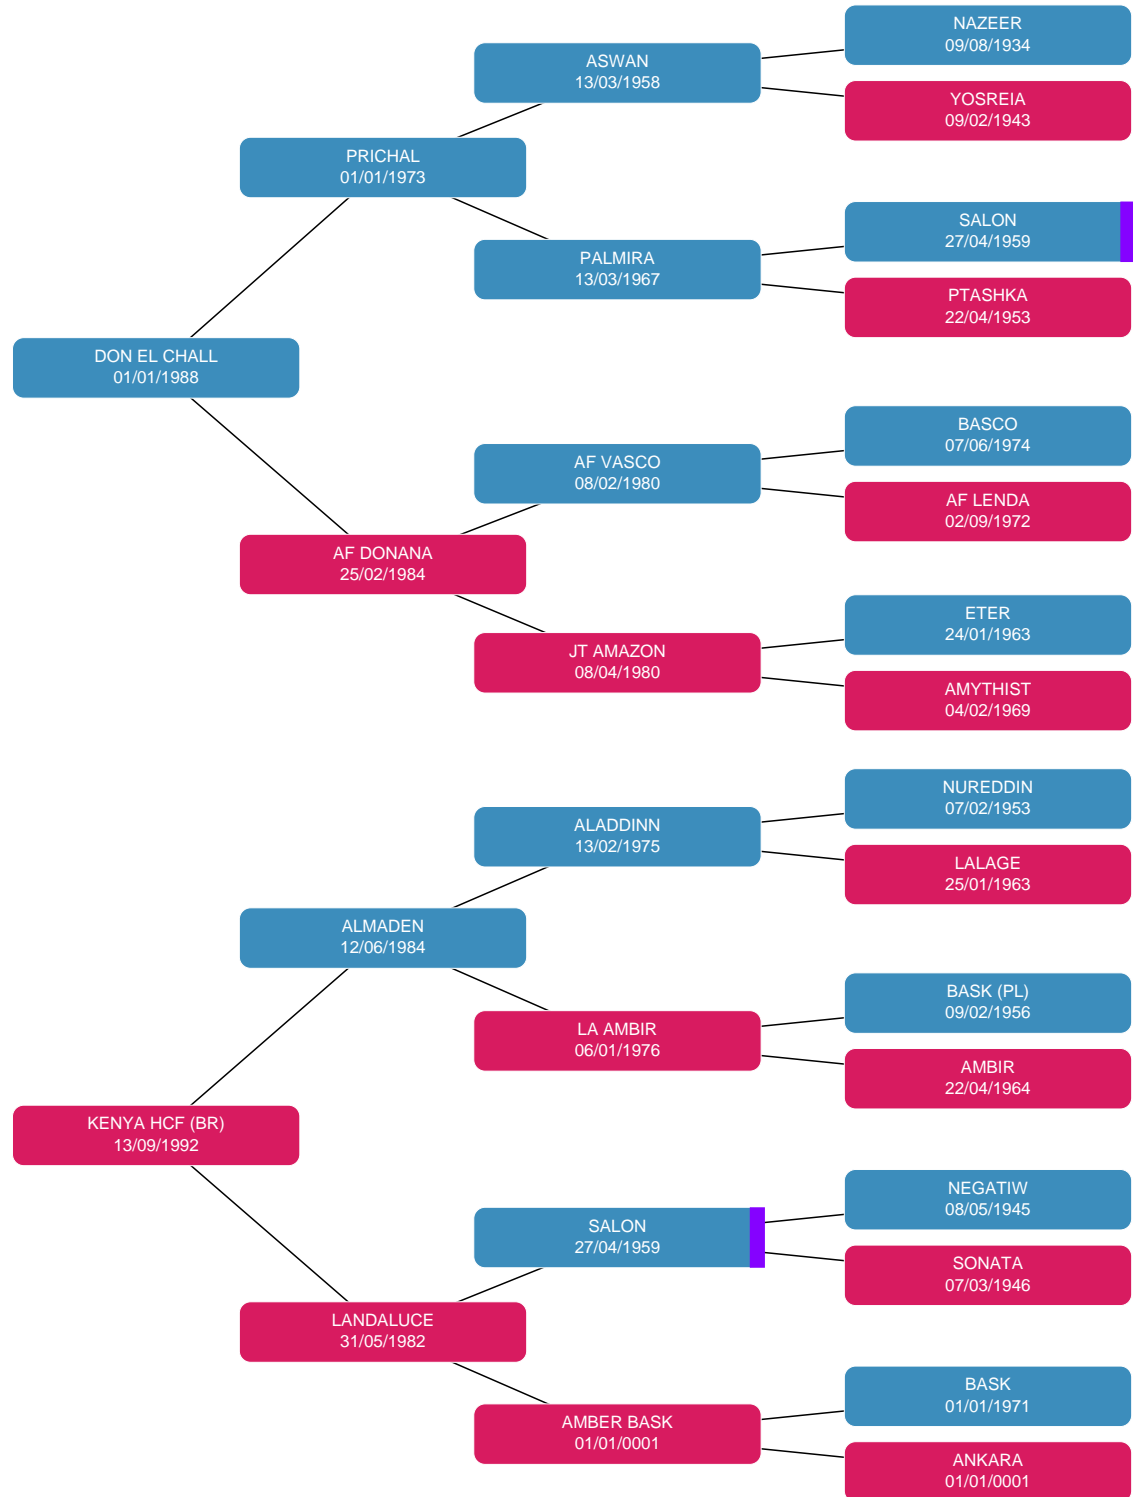 NAZEER
09/08/1934
ASWAN
13/03/1958
YOSREIA
09/02/1943
PRICHAL
01/01/1973
SALON
27/04/1959
PALMIRA
13/03/1967
PTASHKA
22/04/1953
DON EL CHALL
01/01/1988
BASCO
07/06/1974
AF VASCO
08/02/1980
AF LENDA
02/09/1972
AF DONANA
25/02/1984
ETER
24/01/1963
JT AMAZON
08/04/1980
AMYTHIST
04/02/1969
NUREDDIN
07/02/1953
ALADDINN
13/02/1975
LALAGE
25/01/1963
ALMADEN
12/06/1984
BASK (PL)
09/02/1956
LA AMBIR
06/01/1976
AMBIR
22/04/1964
KENYA HCF (BR)
13/09/1992
NEGATIW
08/05/1945
SALON
27/04/1959
SONATA
07/03/1946
LANDALUCE
31/05/1982
BASK
01/01/1971
AMBER BASK
01/01/0001
ANKARA
01/01/0001